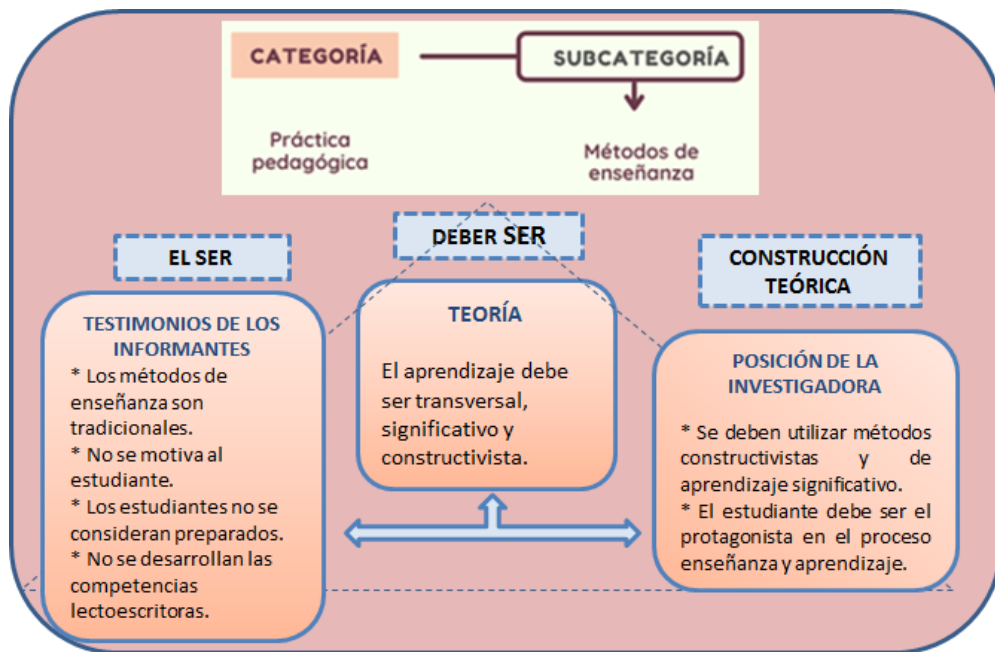 CATEGORÍA
SUBCATEGORÍA
Práctica
pedagógica
Métodos de
enseñanza
EL SER
DEBER SER
CONSTRUCCIÓN
TEÓRICA
TESTIMONIOS DE LOS
INFORMANTES
* Los métodos de
enseñanza son
tradicionales.
* No se motiva al
estudiante.
* Los estudiantes no se
consideran preparados.
* No se desarrollan las
competencias
lectoescritoras.
TEORÍA
El aprendizaje debe
ser transversal,
significativo y
constructivista.
POSICIÓN DE LA
INVESTIGADORA
* Se deben utilizar métodos
constructivistas y de
aprendizaje significativo.
* El estudiante debe ser el
protagonista en el proceso
enseñanza y aprendizaje.